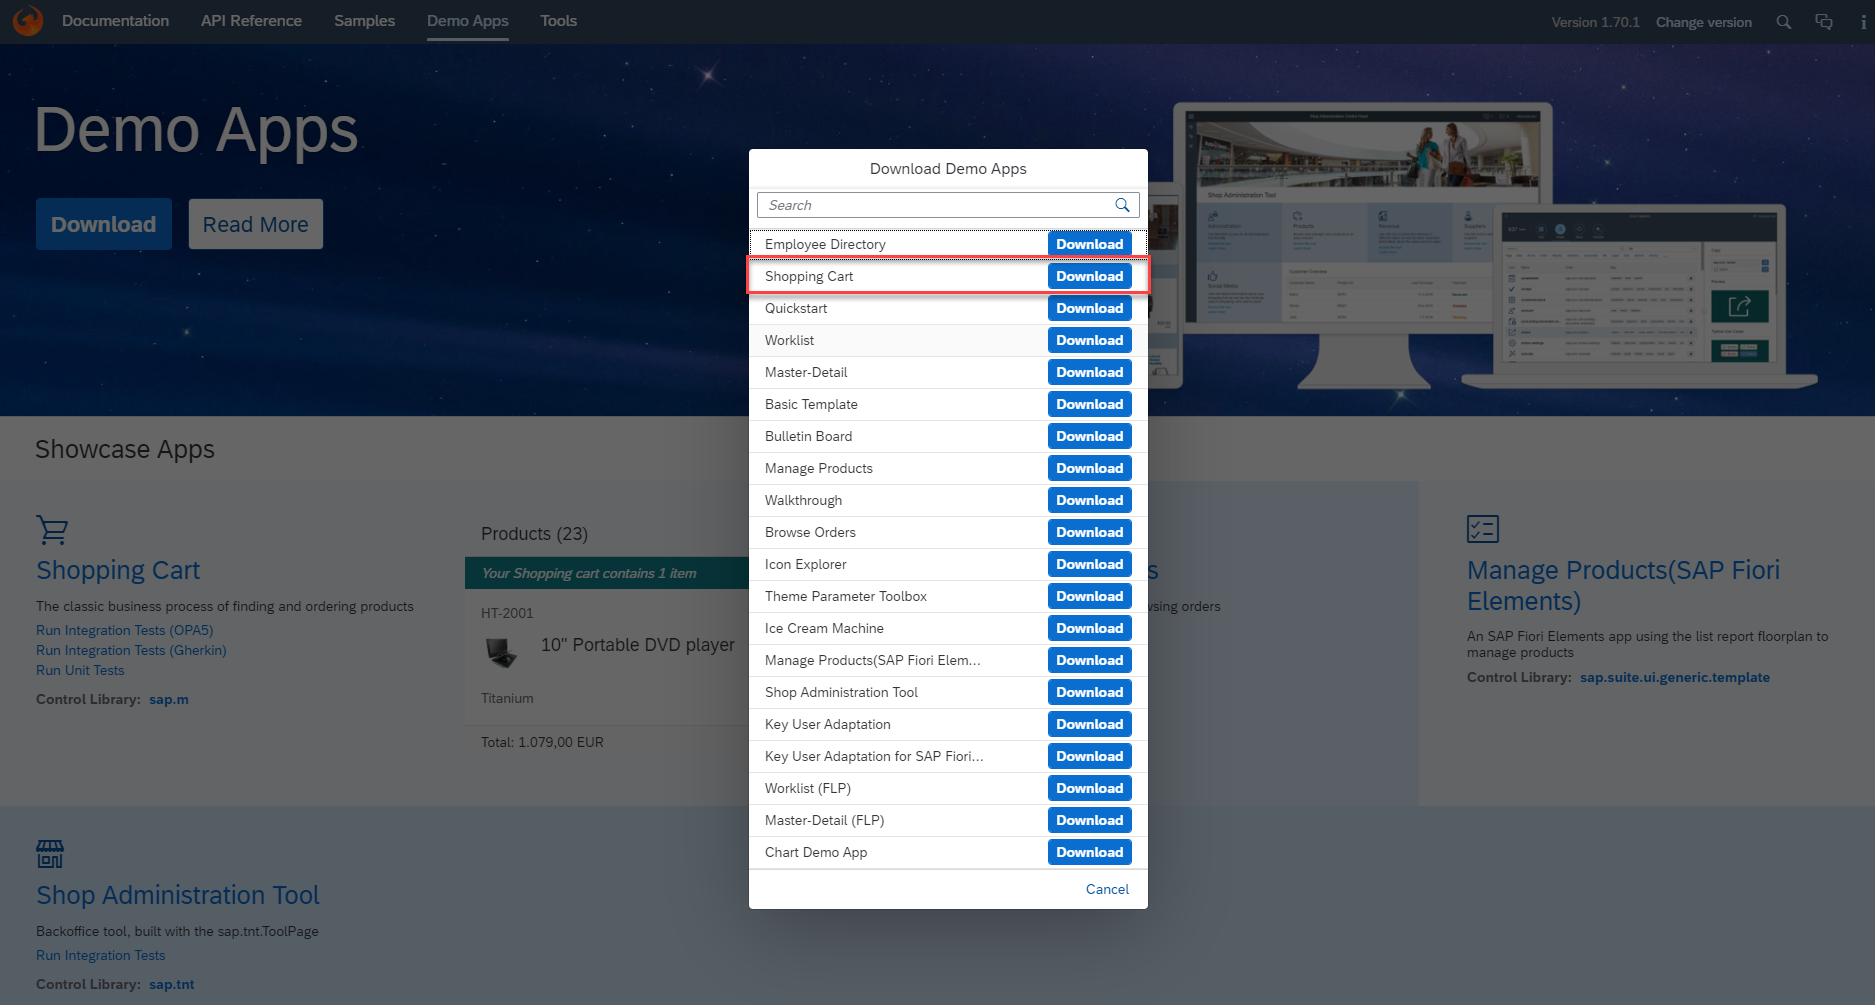 Documentation
API Reference
Samples
Demo Apps
Tools
Version 1.70.1
Change version
Demo Apps
Download
Read More
Shop Administration Tool
Download Demo Apps
Search
Employee Directory Download
Shopping Cart Download
Quickstart Download
Worklist Download
Master-Detail Download
Basic Template Download
Bulletin Board Download
Manage Products Download
Walkthrough Download
Browse Orders Download
Icon Explorer Download
Theme Parameter Toolbox Download
Ice Cream Machine Download
Manage Products(SAP Fiori Elem... Download
Shop Administration Tool Download
Key User Adaptation Download
Key User Adaptation for SAP Fiori... Download
Worklist (FLP) Download
Master-Detail (FLP) Download
Chart Demo App Download
Cancel
Showcase Apps
Shopping Cart
The classic business process of finding and ordering products
Run Integration Tests (OPA5)
Run Integration Tests (Gherkin)
Run Unit Tests
Control Library: sap.m
Products (23)
Your Shopping cart contains 1 item
HT-2001
10" Portable DVD player
Titanium
Total: 1.079,00 EUR
s
wsing orders
Manage Products(SAP Fiori
Elements)
An SAP Fiori Elements app using the list report floorplan to
manage products
Control Library: sap.suite.ui.generic.template
Shop Administration Tool
Backoffice tool, built with the sap.tnt.ToolPage
Run Integration Tests
Control Library: sap.tnt